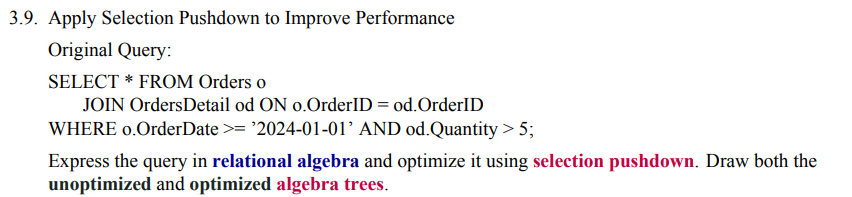 3.9. Apply Selection Pushdown to Improve Performance
Original Query:
SELECT * FROM Orders o
JOIN OrdersDetail od ON o.OrderID = od.OrderID
WHERE o.OrderDate >= ’2024-01-01’ AND od.Quantity > 5;
Express the query in relational algebra and optimize it using selection pushdown. Draw both the
unoptimized and optimized algebra trees.